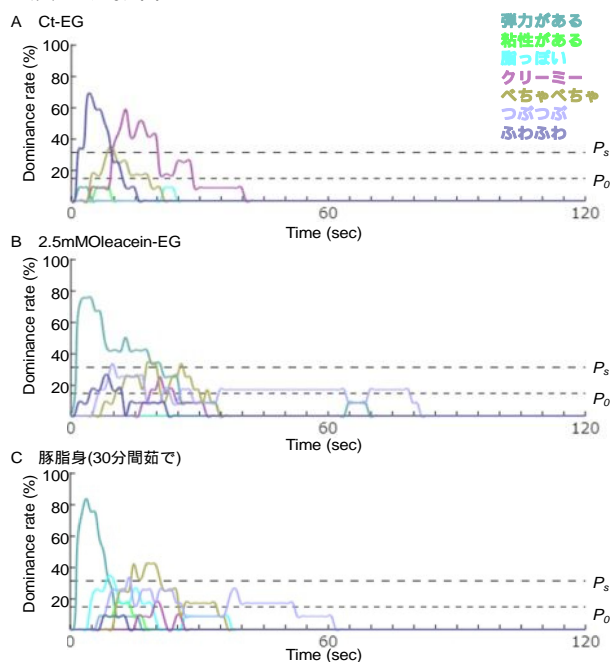 A Ct-EG
弾力がある
粘性がある
脂っぽい
クリーミー
べちゃべちゃ
つぶつぶ
ふわふわ
Dominance rate (%)
100
80
60
40
20
Ps
P0
0
60
120
Time (sec)
B 2.5mMOleacein-EG
Dominance rate (%)
100
80
60
40
20
Ps
P0
0
60
120
Time (sec)
C 豚脂身(30分間茹で)
Dominance rate (%)
100
80
60
40
20
Ps
P0
0
60
120
Time (sec)